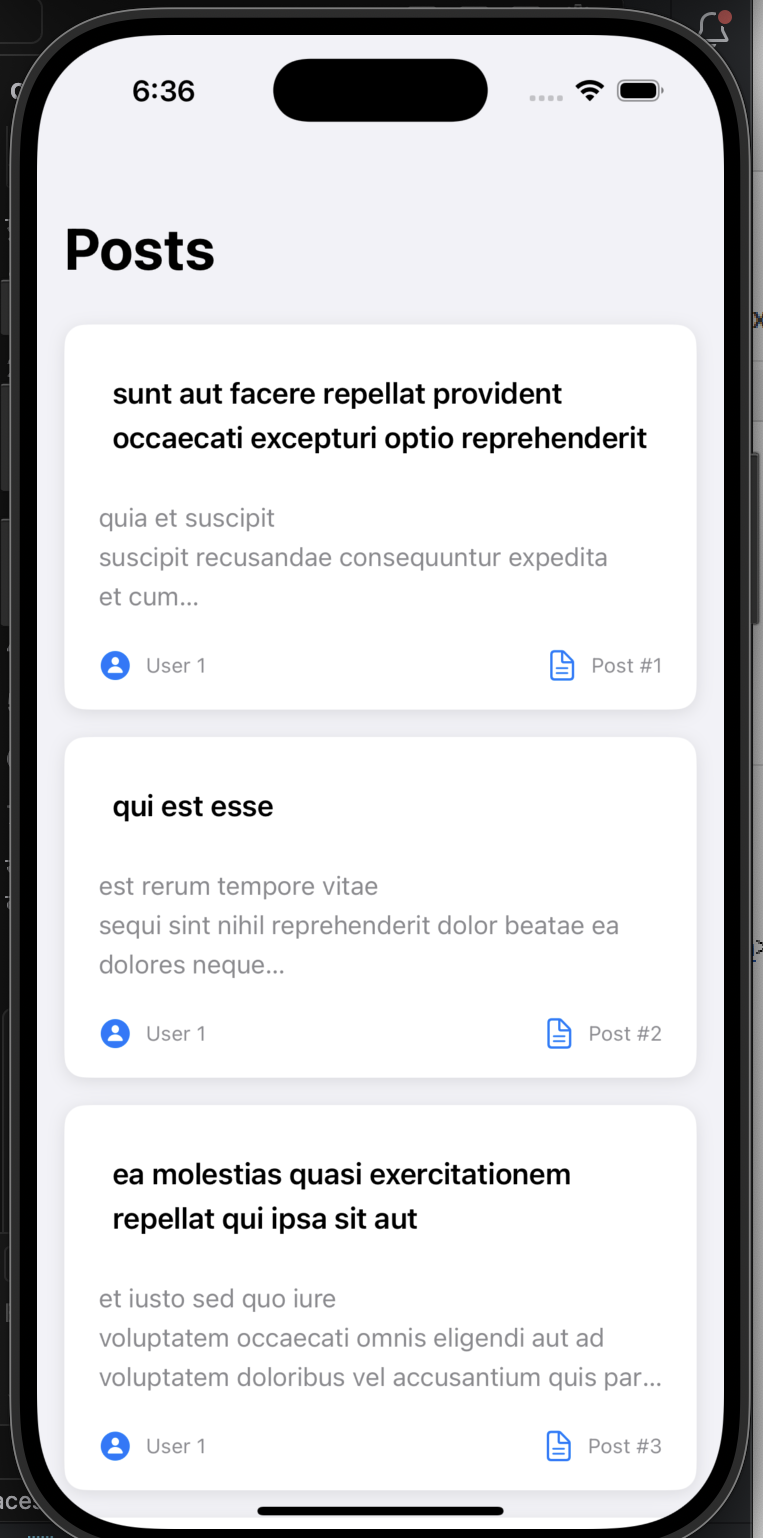 6:36
Posts
sunt aut facere repellat provident
occaecati excepturi optio reprehenderit
quia et suscipit
suscipit recusandae consequuntur expedita
et cum...
User 1
Post #1
qui est esse
est rerum tempore vitae
sequi sint nihil reprehenderit dolor beatae ea
dolores neque...
User 1
Post #2
ea molestias quasi exercitationem
repellat qui ipsa sit aut
et iusto sed quo iure
voluptatem occaecati omnis eligendi aut ad
voluptatem doloribus vel accusantium quis par...
User 1
Post #3